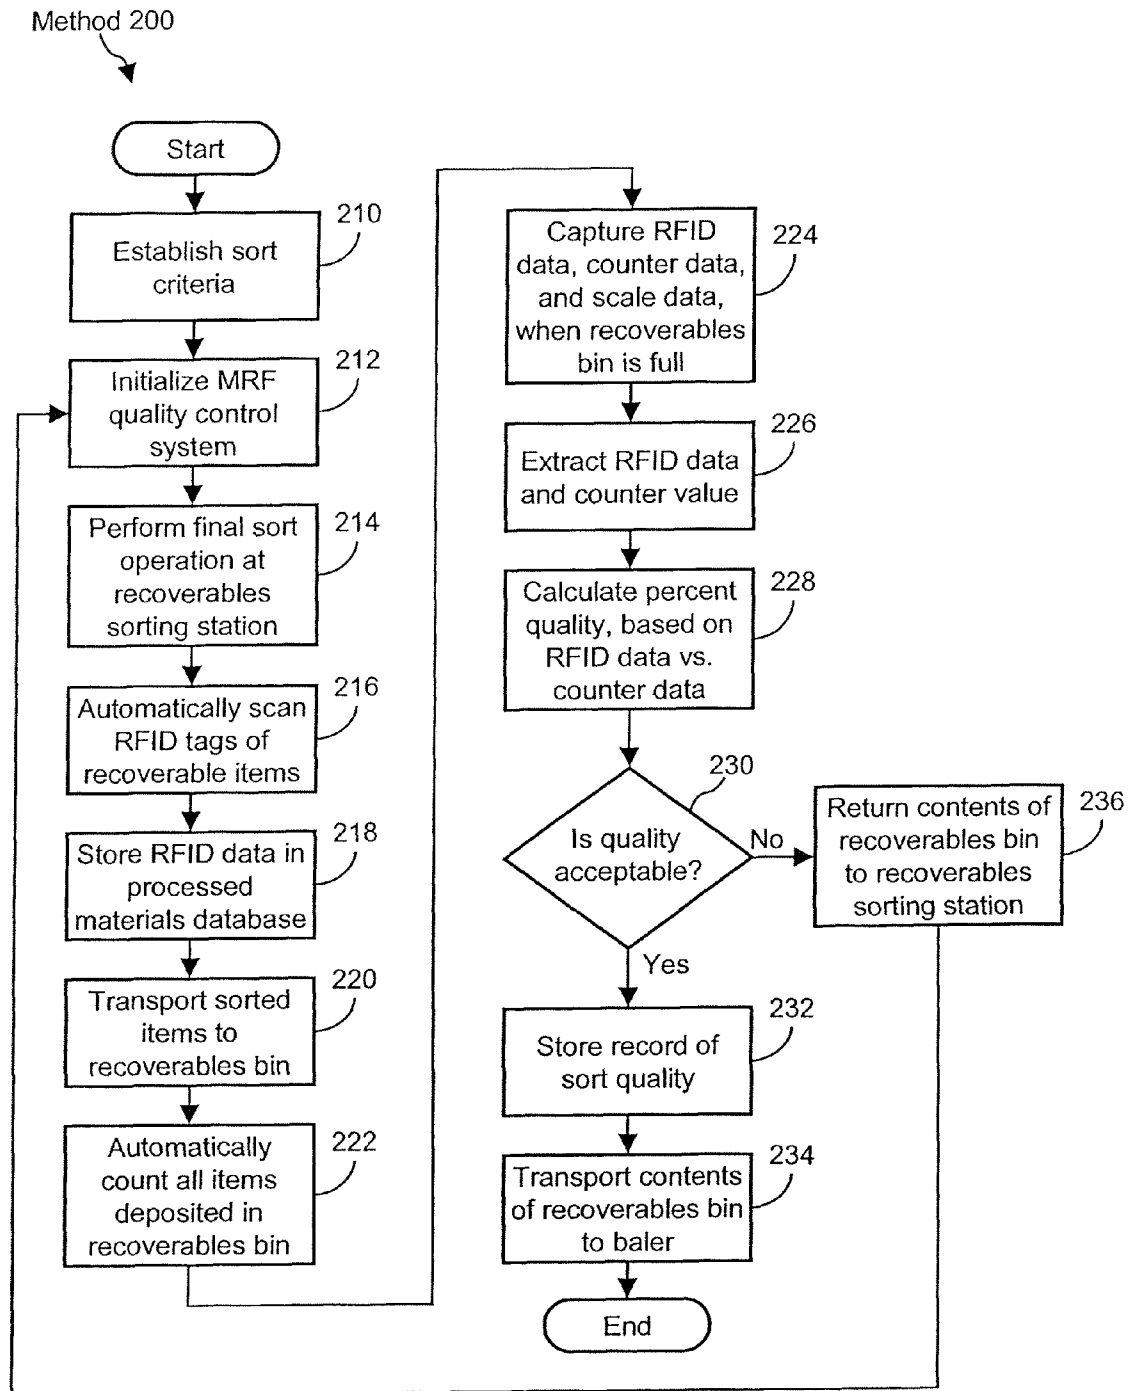 Method 200
Start
210
Establish sort
criteria
212
Initialize MRF
quality control
system
214
Perform final sort
operation at
recoverables
sorting station
216
Automatically scan
RFID tags of
recoverable items
218
Store RFID data in
processed
materials database
220
Transport sorted
items to
recoverables bin
222
Automatically
count all items
deposited in
recoverables bin
224
Capture RFID
data, counter data,
and scale data,
when recoverables
bin is full
226
Extract RFID data
and counter value
228
Calculate percent
quality, based on
RFID data vs.
counter data
230
Is quality
acceptable?
No
236
Return contents of
recoverables bin
to recoverables
sorting station
Yes
232
Store record of
sort quality
234
Transport contents
of recoverables bin
to baler
End